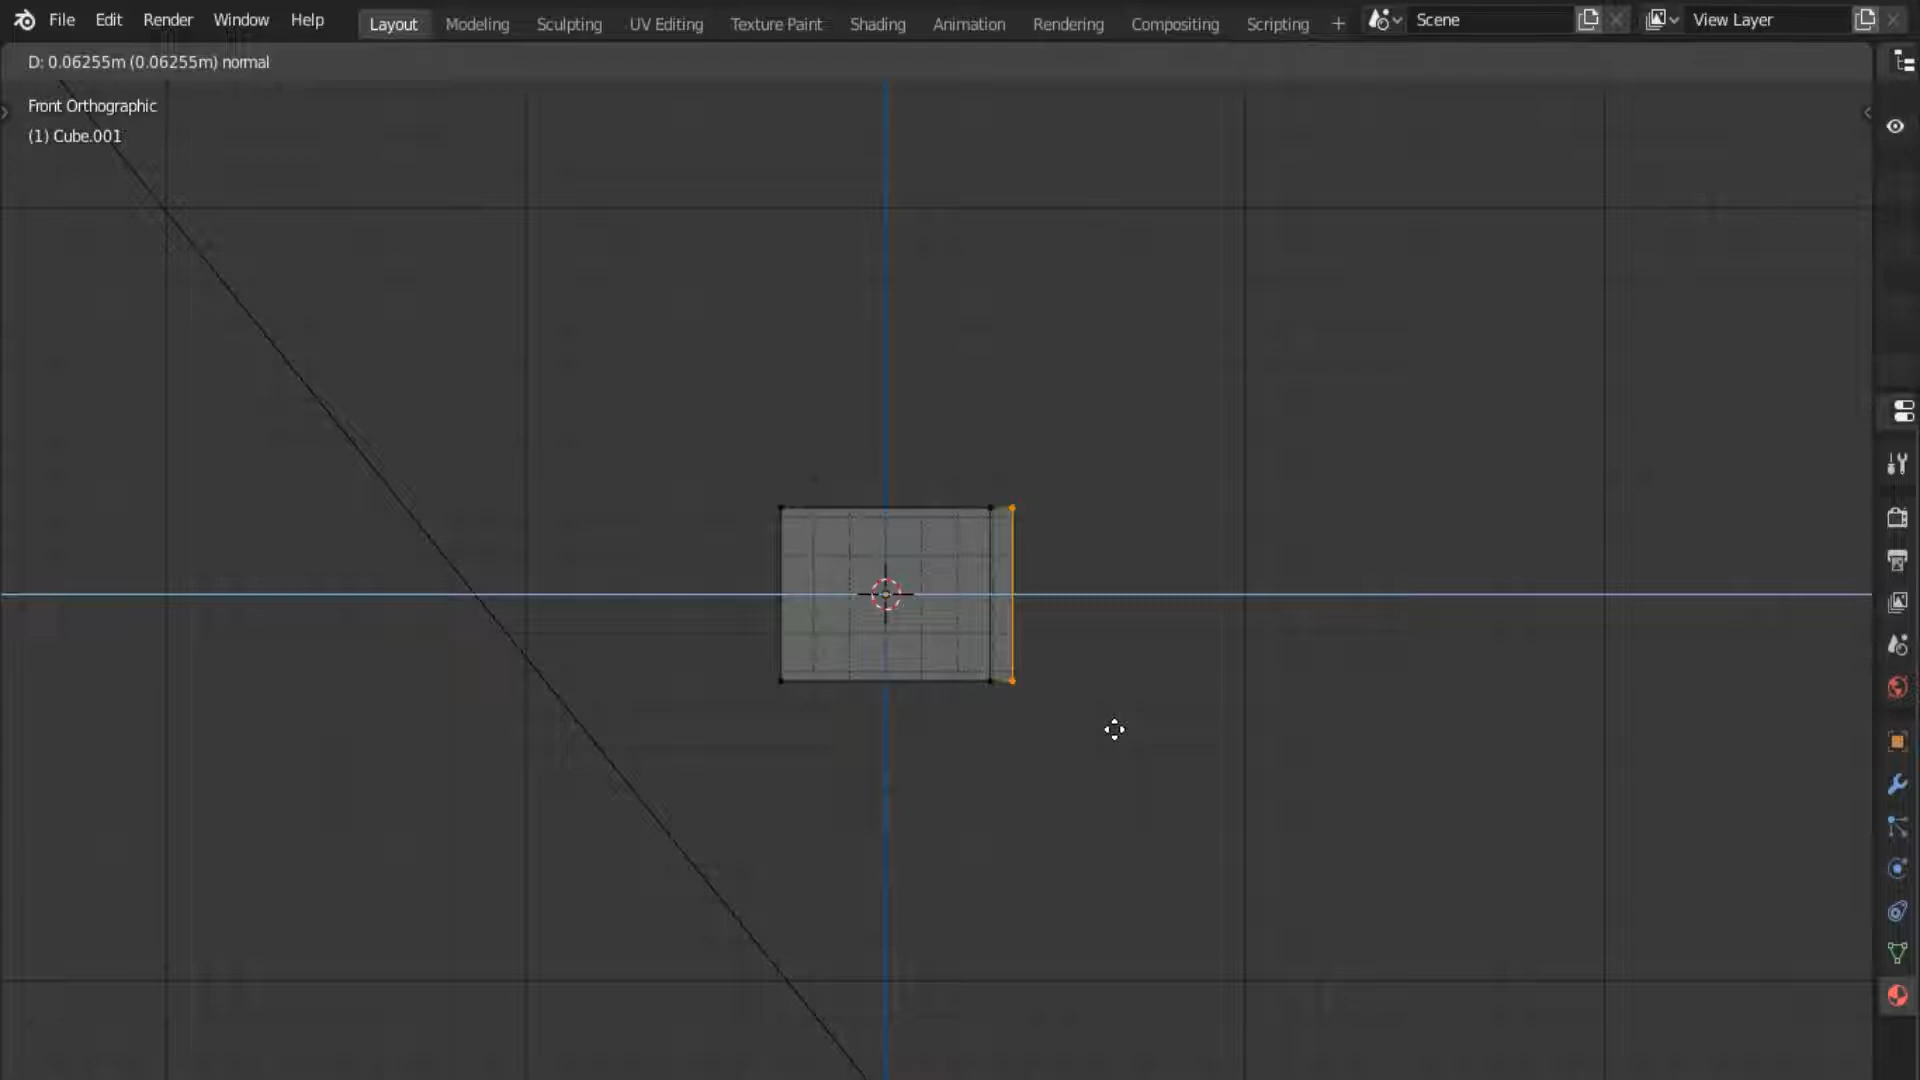 File Edit Render Window Help Layout Modeling Sculpting UV Editing Texture Paint Shading Animation Rendering Compositing Scripting + Scene View Layer
D: 0.06255m (0.06255m) normal
Front Orthographic
(1) Cube.001